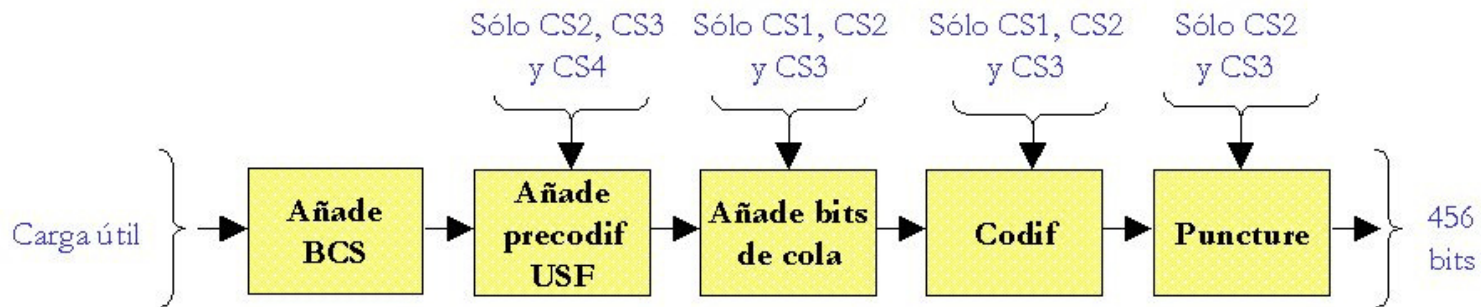 Sólo CS2, CS3
y CS4
Sólo CS1, CS2
y CS3
Sólo CS1, CS2
y CS3
Sólo CS2
y CS3
Carga útil
Añade
BCS
Añade
precodif
USF
Añade bits
de cola
Codif
Puncture
456
bits